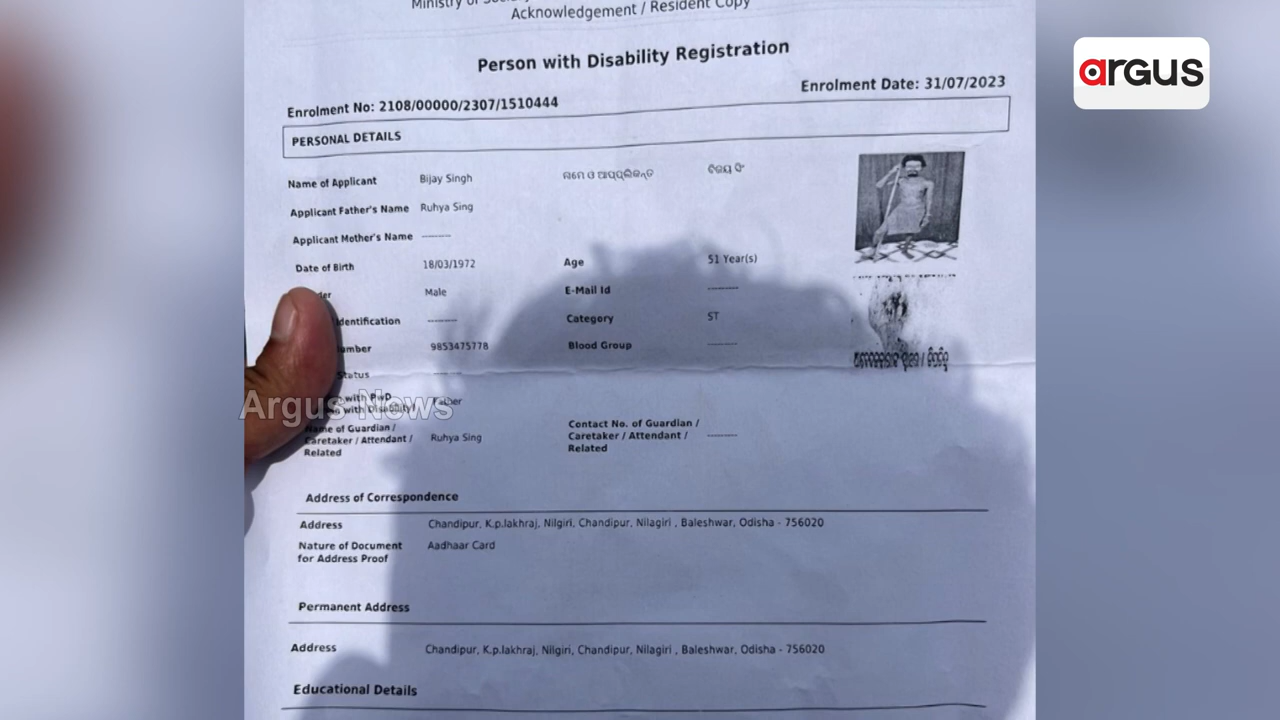 Ministry of
Acknowledgement / Resident Copy
argus
Person with Disability Registration
Enrolment No: 2108/00000/2307/1510444
Enrolment Date: 31/07/2023
PERSONAL DETAILS
Name of Applicant Bijay Singh
Applicant Father's Name Ruhya Sing
Applicant Mother's Name ---------
Date of Birth 18/03/1972 Age 51 Year(s)
Male E-Mail Id ---------
Identification --------- Category ST
9853475778 Blood Group ---------
Status
with PwD Father
with Disability)
Argus News
Name of Guardian / Contact No. of Guardian /
Caretaker / Attendant / Ruhya Sing Caretaker / Attendant / ---------
Related Related
Address of Correspondence
Address Chandipur, K.p.lakhraj, Nilgiri, Chandipur, Nilagiri , Baleshwar, Odisha - 756020
Nature of Document Aadhaar Card
for Address Proof
Permanent Address
Address Chandipur, K.p.lakhraj, Nilgiri, Chandipur, Nilagiri , Baleshwar, Odisha - 756020
Educational Details